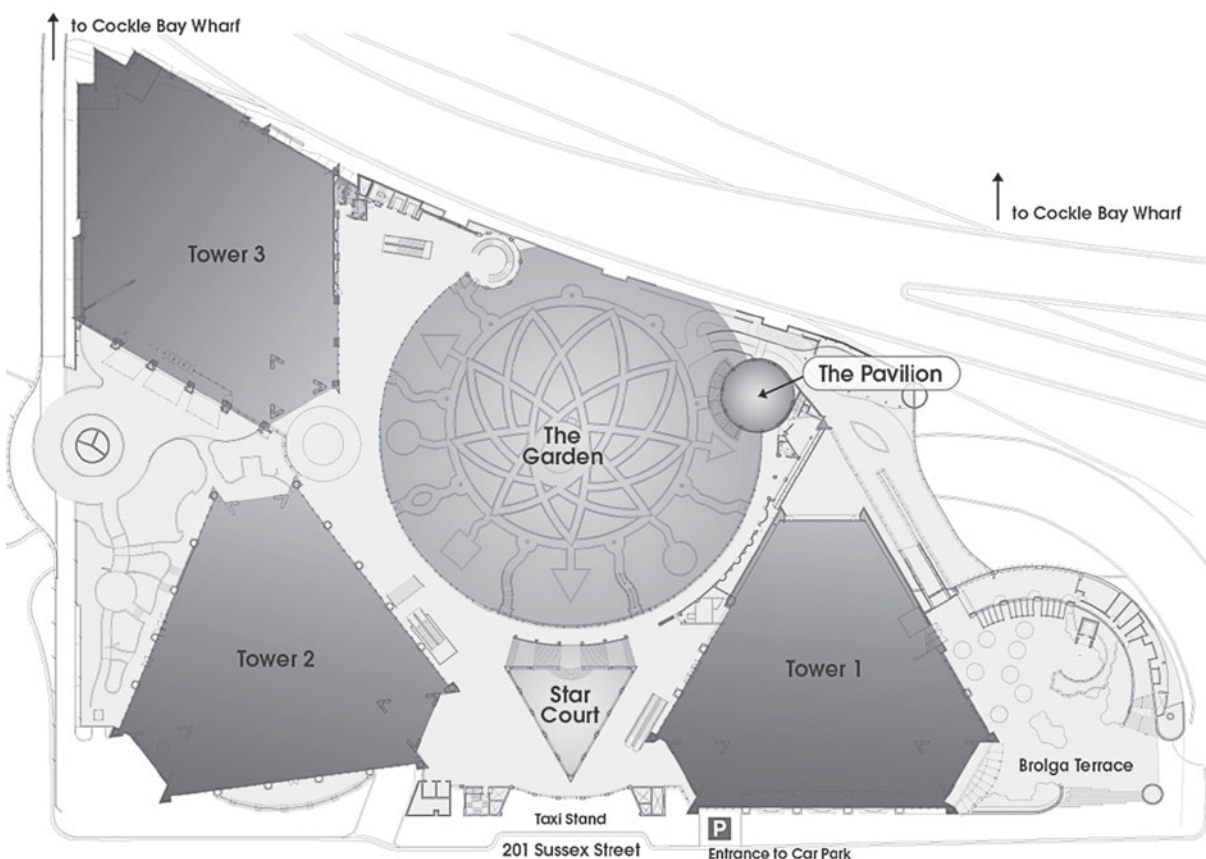 to Cockle Bay Wharf
to Cockle Bay Wharf
Tower 3
The Pavilion
The
Garden
Tower 2
Star
Court
Tower 1
Brolga Terrace
Taxi Stand
201 Sussex Street
P
Entrance to Car Park